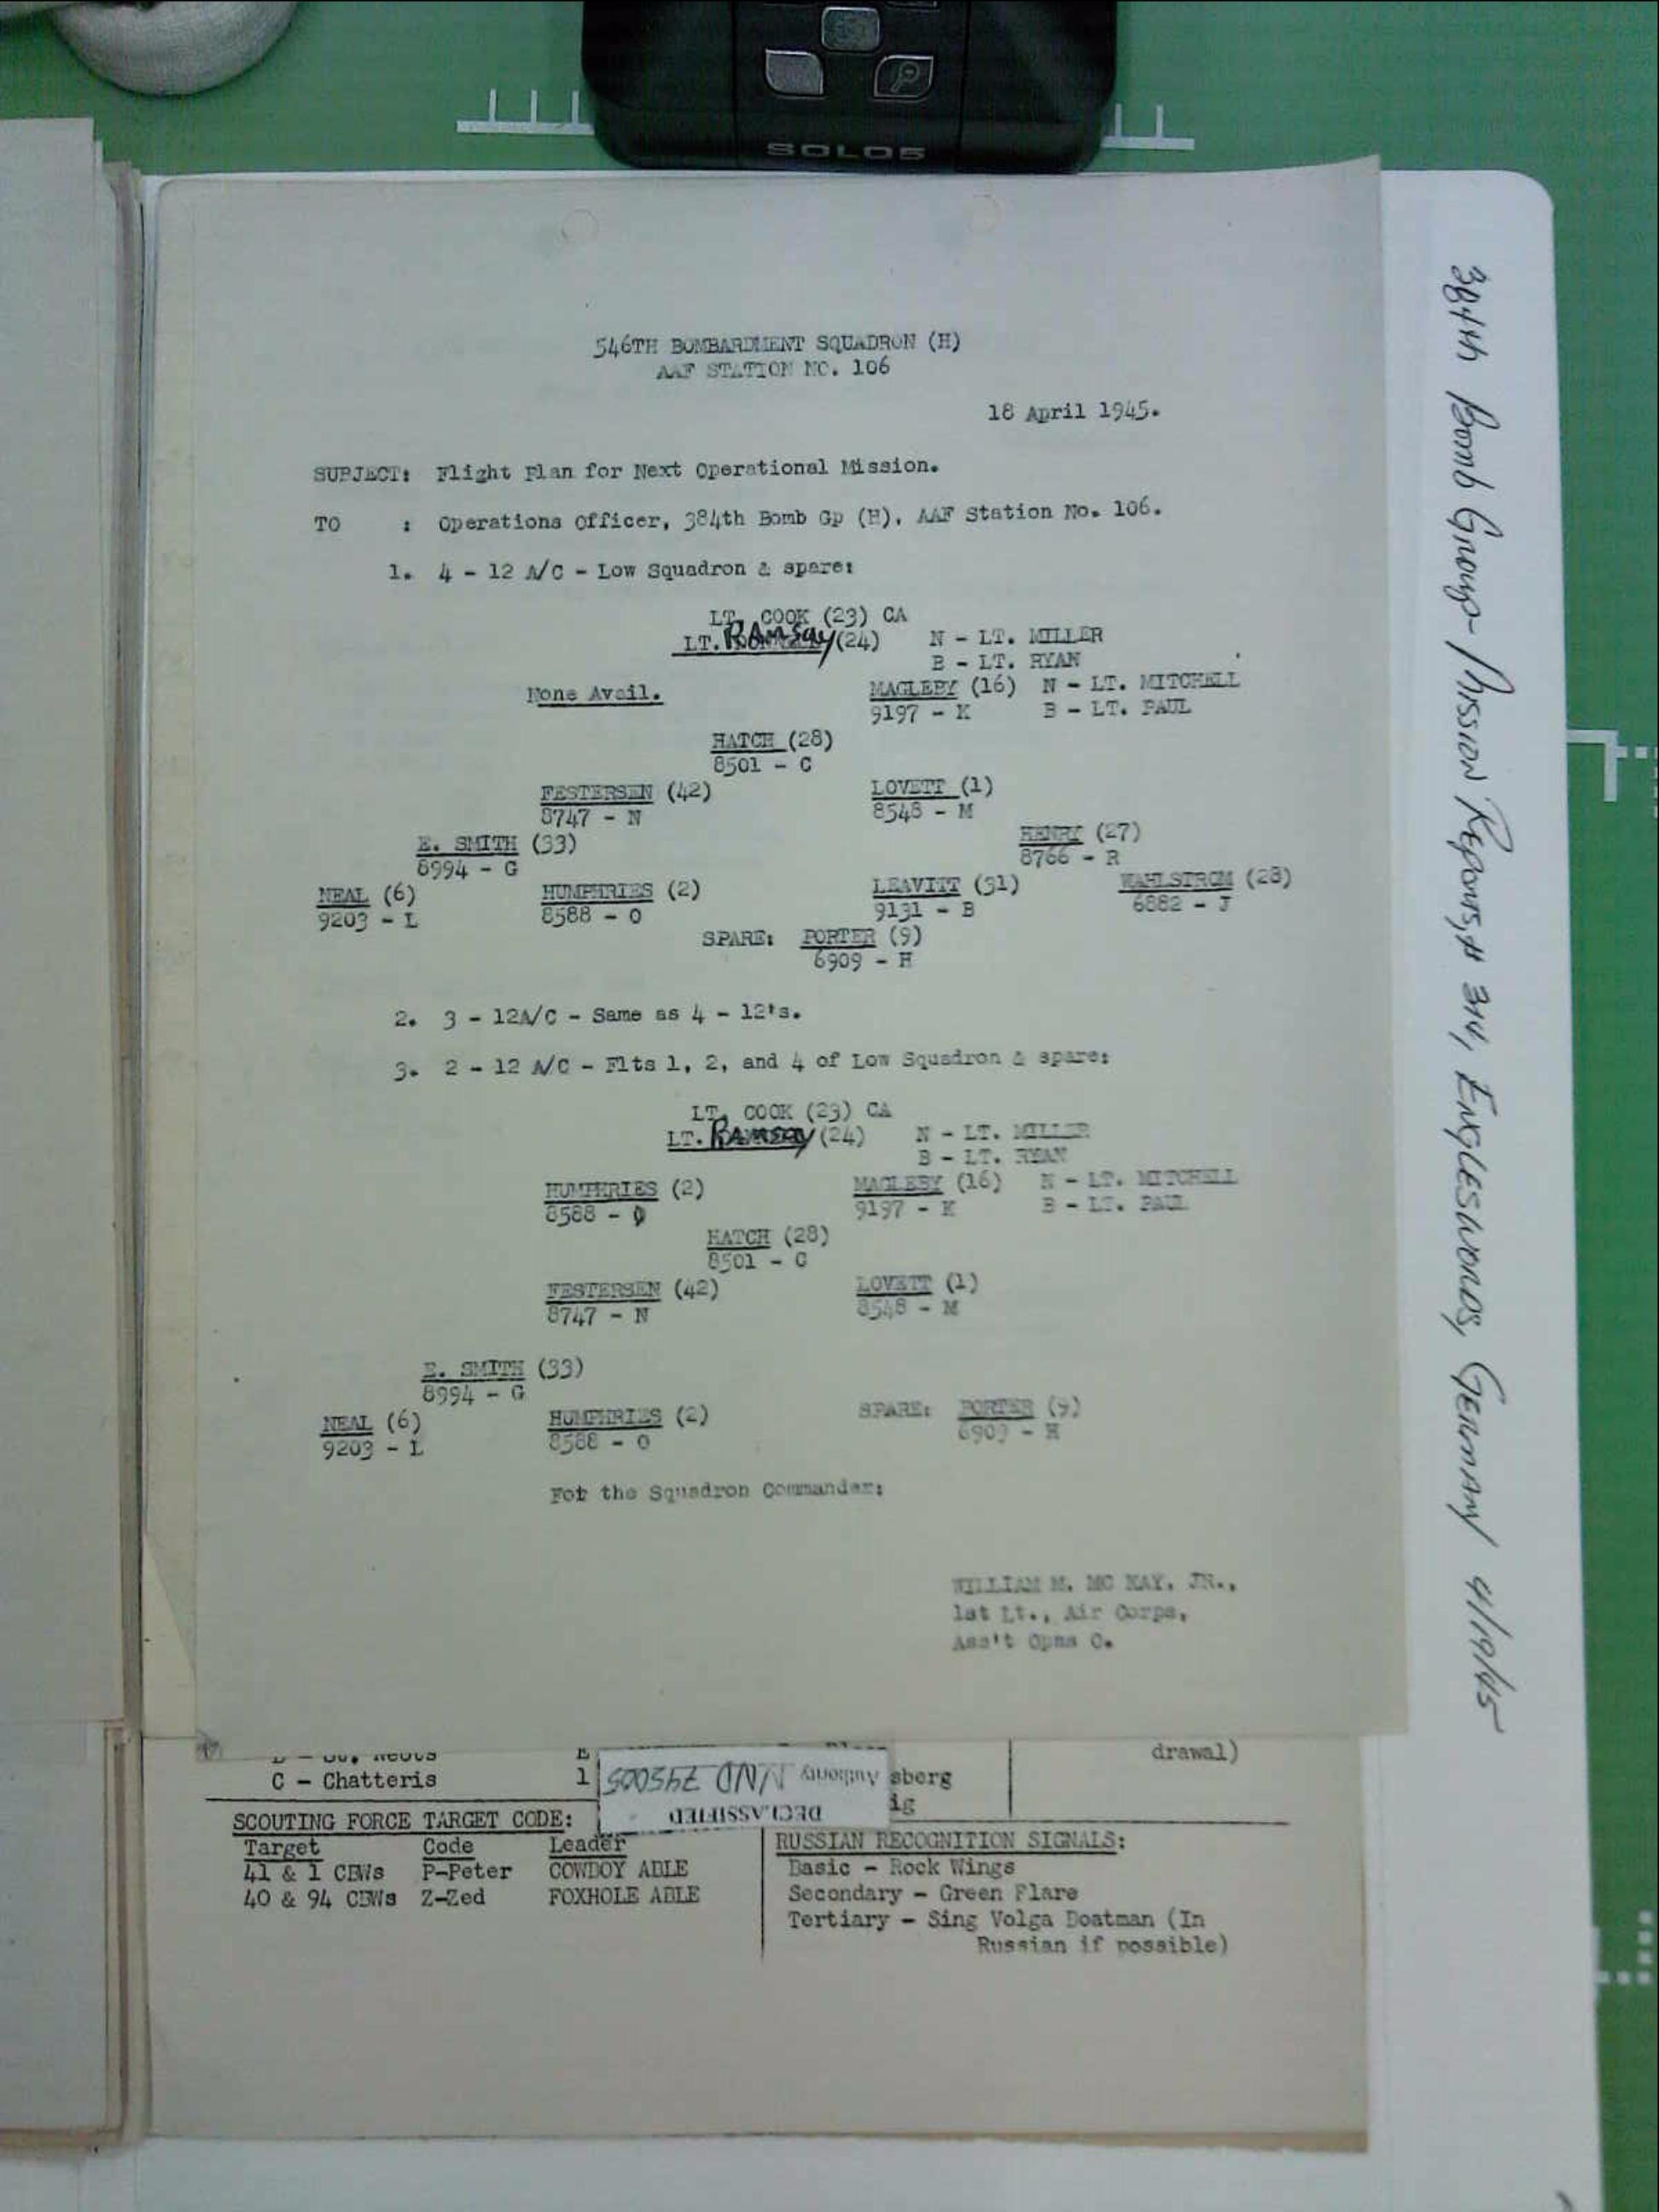 SOLO5
546TH BOMBARDMENT SQUADRON (H)
AAF STATION NO. 106
18 April 1945.
SUBJECT: Flight Plan for Next Operational Mission.
TO : Operations Officer, 384th Bomb Gp (H), AAF Station No. 106.
1. 4 - 12 A/C - Low Squadron & spare:
LT. COOK (23) CA
LT. Ramsay (24) N - LT. MILLER
B - LT. RYAN
None Avail. MAGLEBY (16) N - LT. MITCHELL
9197 - K B - LT. PAUL
HATCH (28)
8501 - C
FESTERSEN (42) LOVETT (1)
8747 - N 8548 - M
E. SMITH (33) HENRY (27)
8994 - G 8766 - R
NEAL (6) HUMPHRIES (2) LEAVITT (31) WAHLSTROM (28)
9203 - L 8588 - O 9131 - B 6882 - J
SPARE: PORTER (9)
6909 - H
2. 3 - 12A/C - Same as 4 - 12's.
3. 2 - 12 A/C - Flts 1, 2, and 4 of Low Squadron & spare:
LT. COOK (23) CA
LT. Ramsay (24) N - LT. MILLER
B - LT. RYAN
HUMPHRIES (2) MAGLEBY (16) N - LT. MITCHELL
8588 - O 9197 - K B - LT. PAUL
HATCH (28)
8501 - C
FESTERSEN (42) LOVETT (1)
8747 - N 8548 - M
E. SMITH (33)
8994 - G
NEAL (6) HUMPHRIES (2) SPARE: PORTER (9)
9203 - L 8588 - O 6909 - H
For the Squadron Commander:
WILLIAM M. MC KAY, JR.,
1st Lt., Air Corps,
Ass't Opns O.
384th Bomb Group - Mission Reports, # 314, EnglesworDs, Germany 4/19/45
drawal)
C - Chatteris 1 sberg
ig
DECLASSIFIED
Authority NND 745005
SCOUTING FORCE TARGET CODE:
Target Code Leader
41 & 1 CBWs P-Peter COWBOY ABLE
40 & 94 CBWs Z-Zed FOXHOLE ABLE
RUSSIAN RECOGNITION SIGNALS:
Basic - Rock Wings
Secondary - Green Flare
Tertiary - Sing Volga Boatman (In
Russian if possible)